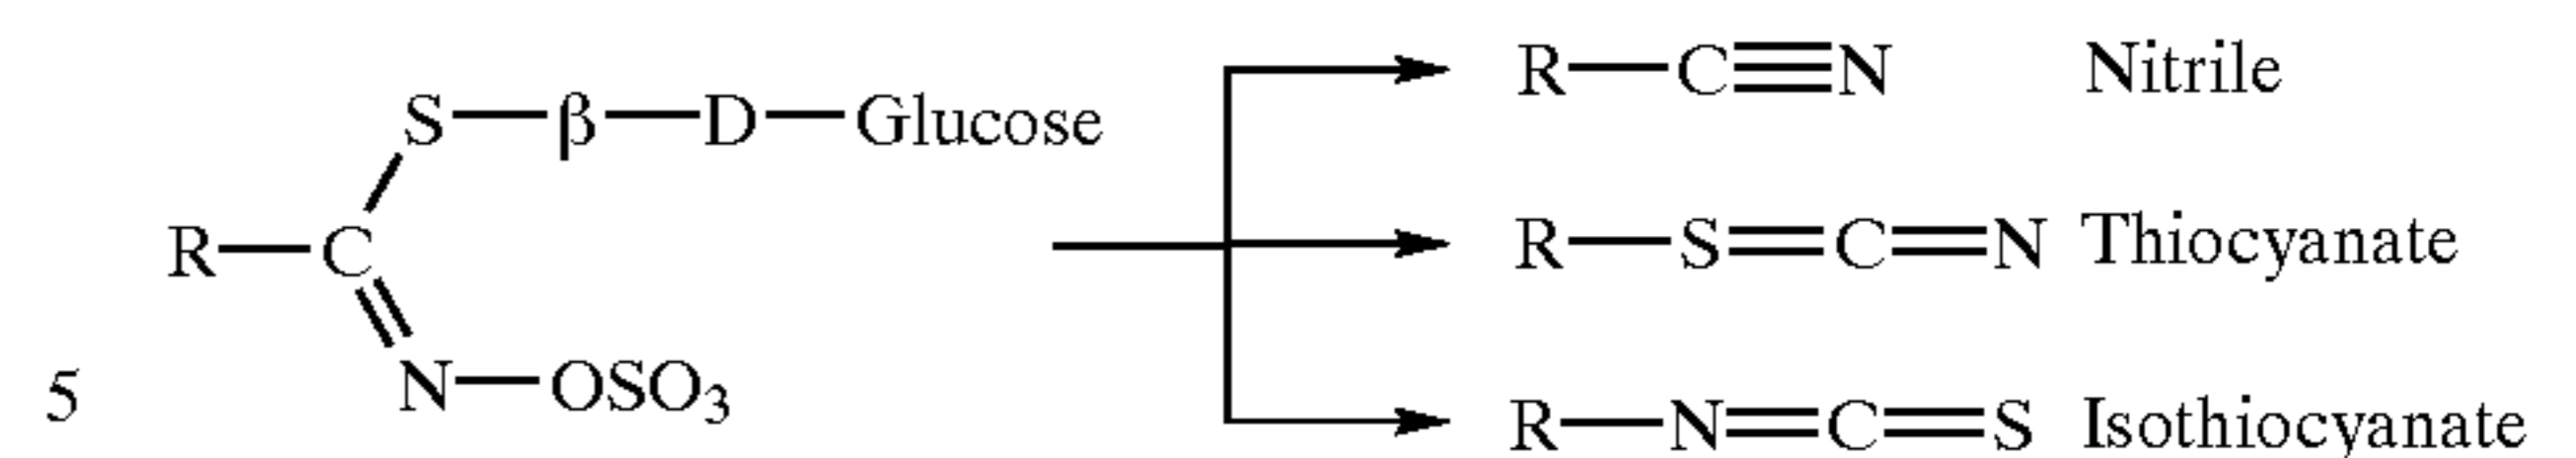 R—C≡N Nitrile
S—β—D—Glucose
R—C
R—S=C=N Thiocyanate
N—OSO₃
5
R—N=C=S Isothiocyanate